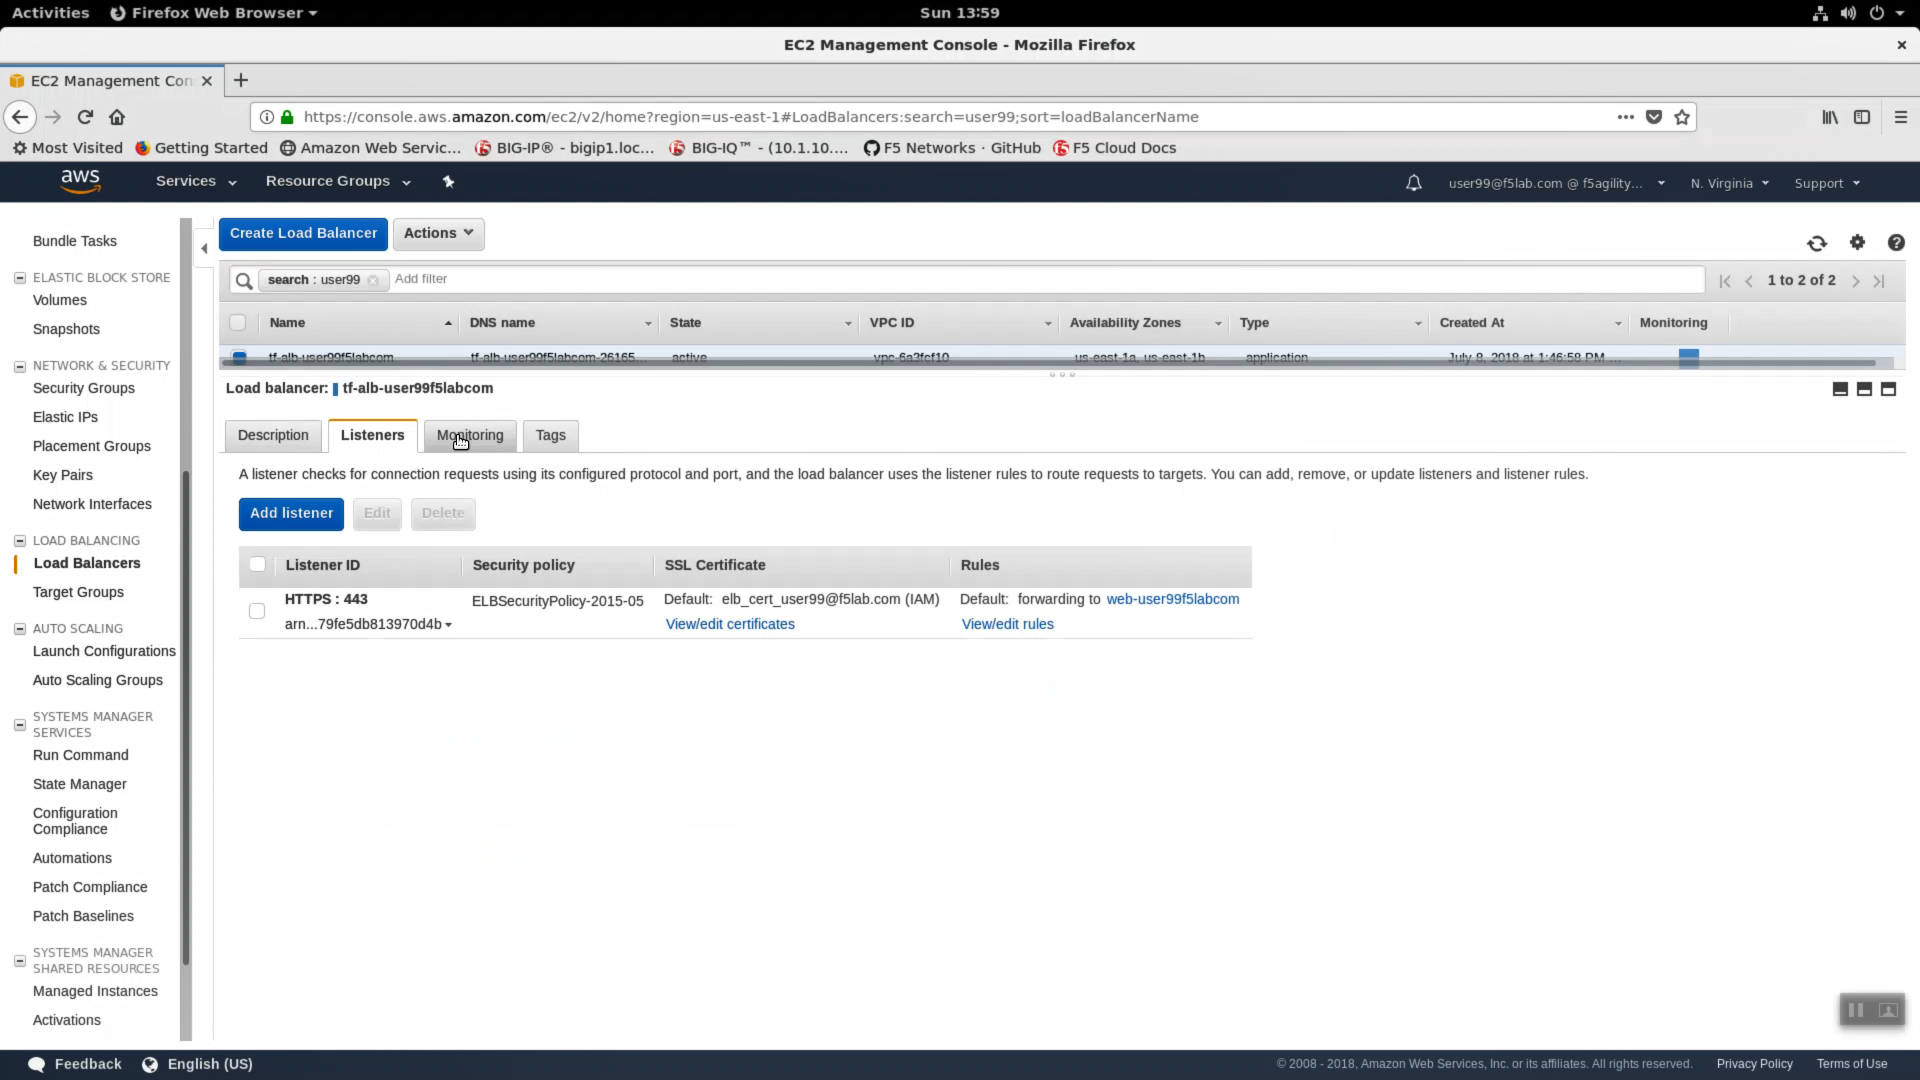 Activities Firefox Web Browser Sun 13:59
EC2 Management Console - Mozilla Firefox
EC2 Management Con
https://console.aws.amazon.com/ec2/v2/home?region=us-east-1#LoadBalancers:search=user99;sort=loadBalancerName
Most Visited Getting Started Amazon Web Servic... BIG-IP® - bigip1.loc... BIG-IQ™ - (10.1.10.... F5 Networks · GitHub F5 Cloud Docs
aws Services Resource Groups user99@f5lab.com @ f5agility... N. Virginia Support
Create Load Balancer Actions
search : user99 Add filter 1 to 2 of 2
Name DNS name State VPC ID Availability Zones Type Created At Monitoring
tf-alb-user99f5labcom tf-alb-user99f5labcom-26165... active vpc-6a3fcf10 us-east-1a, us-east-1b application July 8, 2018 at 1:46:58 PM ...
Load balancer: tf-alb-user99f5labcom
Description Listeners Monitoring Tags
A listener checks for connection requests using its configured protocol and port, and the load balancer uses the listener rules to route requests to targets. You can add, remove, or update listeners and listener rules.
Add listener Edit Delete
Listener ID Security policy SSL Certificate Rules
HTTPS : 443 ELBSecurityPolicy-2015-05 Default: elb_cert_user99@f5lab.com (IAM) Default: forwarding to web-user99f5labcom
arn...79fe5db813970d4b View/edit certificates View/edit rules
Bundle Tasks
ELASTIC BLOCK STORE
Volumes
Snapshots
NETWORK & SECURITY
Security Groups
Elastic IPs
Placement Groups
Key Pairs
Network Interfaces
LOAD BALANCING
Load Balancers
Target Groups
AUTO SCALING
Launch Configurations
Auto Scaling Groups
SYSTEMS MANAGER
SERVICES
Run Command
State Manager
Configuration
Compliance
Automations
Patch Compliance
Patch Baselines
SYSTEMS MANAGER
SHARED RESOURCES
Managed Instances
Activations
Feedback English (US) © 2008 - 2018, Amazon Web Services, Inc. or its affiliates. All rights reserved. Privacy Policy Terms of Use